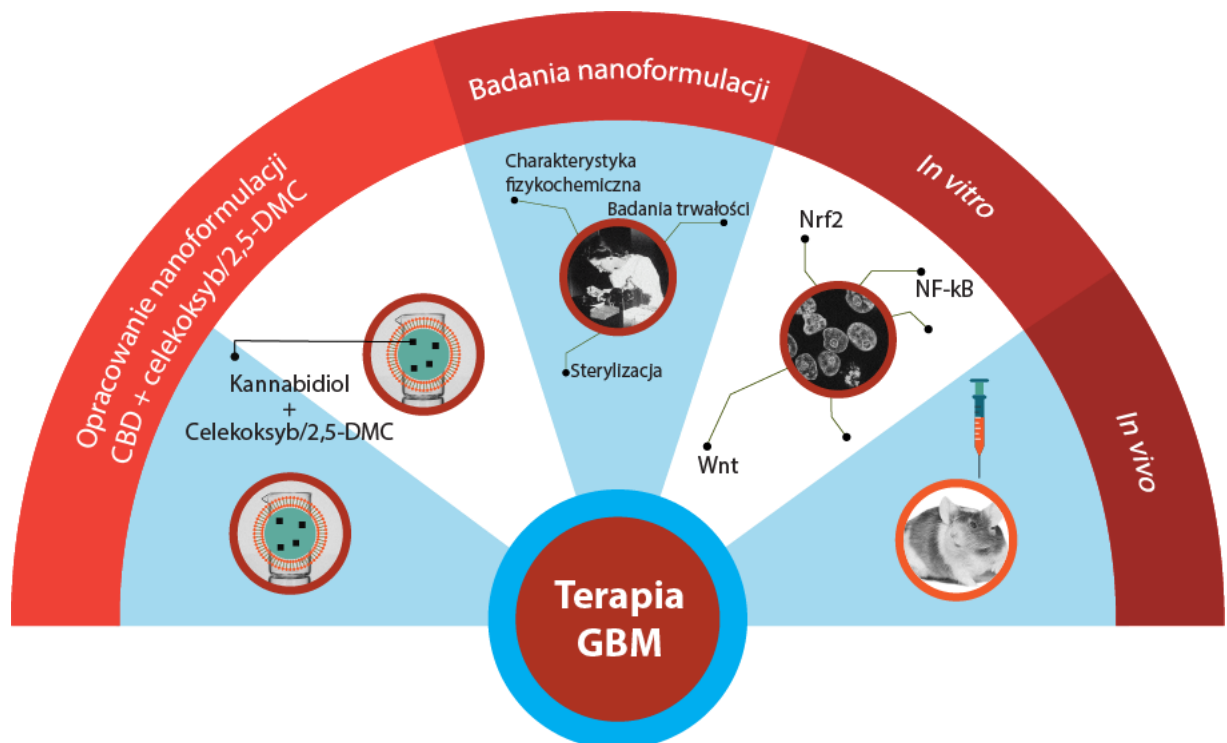 Opracowanie nanoformulacji
CBD + celekoksyb/2,5-DMC
Kannabidiol
+
Celekoksyb/2,5-DMC
Badania nanoformulacji
Charakterystyka
fizykochemiczna
Badania trwałości
Sterylizacja
In vitro
Nrf2
NF-kB
Wnt
In vivo
Terapia
GBM